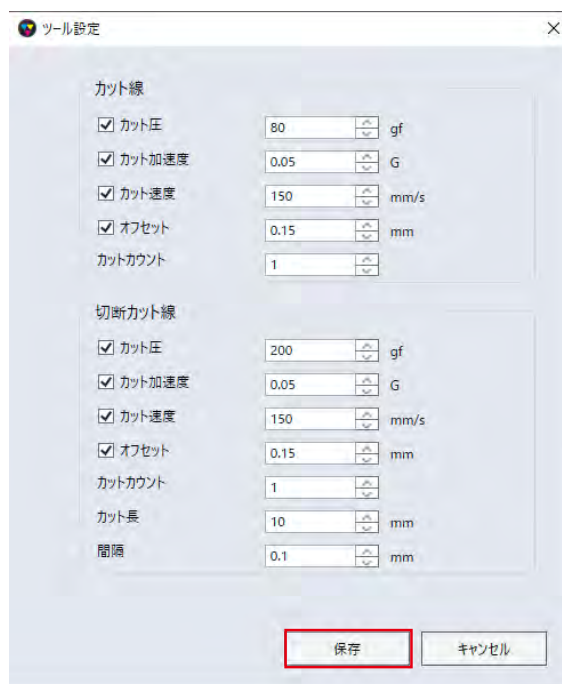 ツール設定
カット線
カット圧 80 gf
カット加速度 0.05 G
カット速度 150 mm/s
オフセット 0.15 mm
カットカウント 1
切断カット線
カット圧 200 gf
カット加速度 0.05 G
カット速度 150 mm/s
オフセット 0.15 mm
カットカウント 1
カット長 10 mm
間隔 0.1 mm
保存 キャンセル